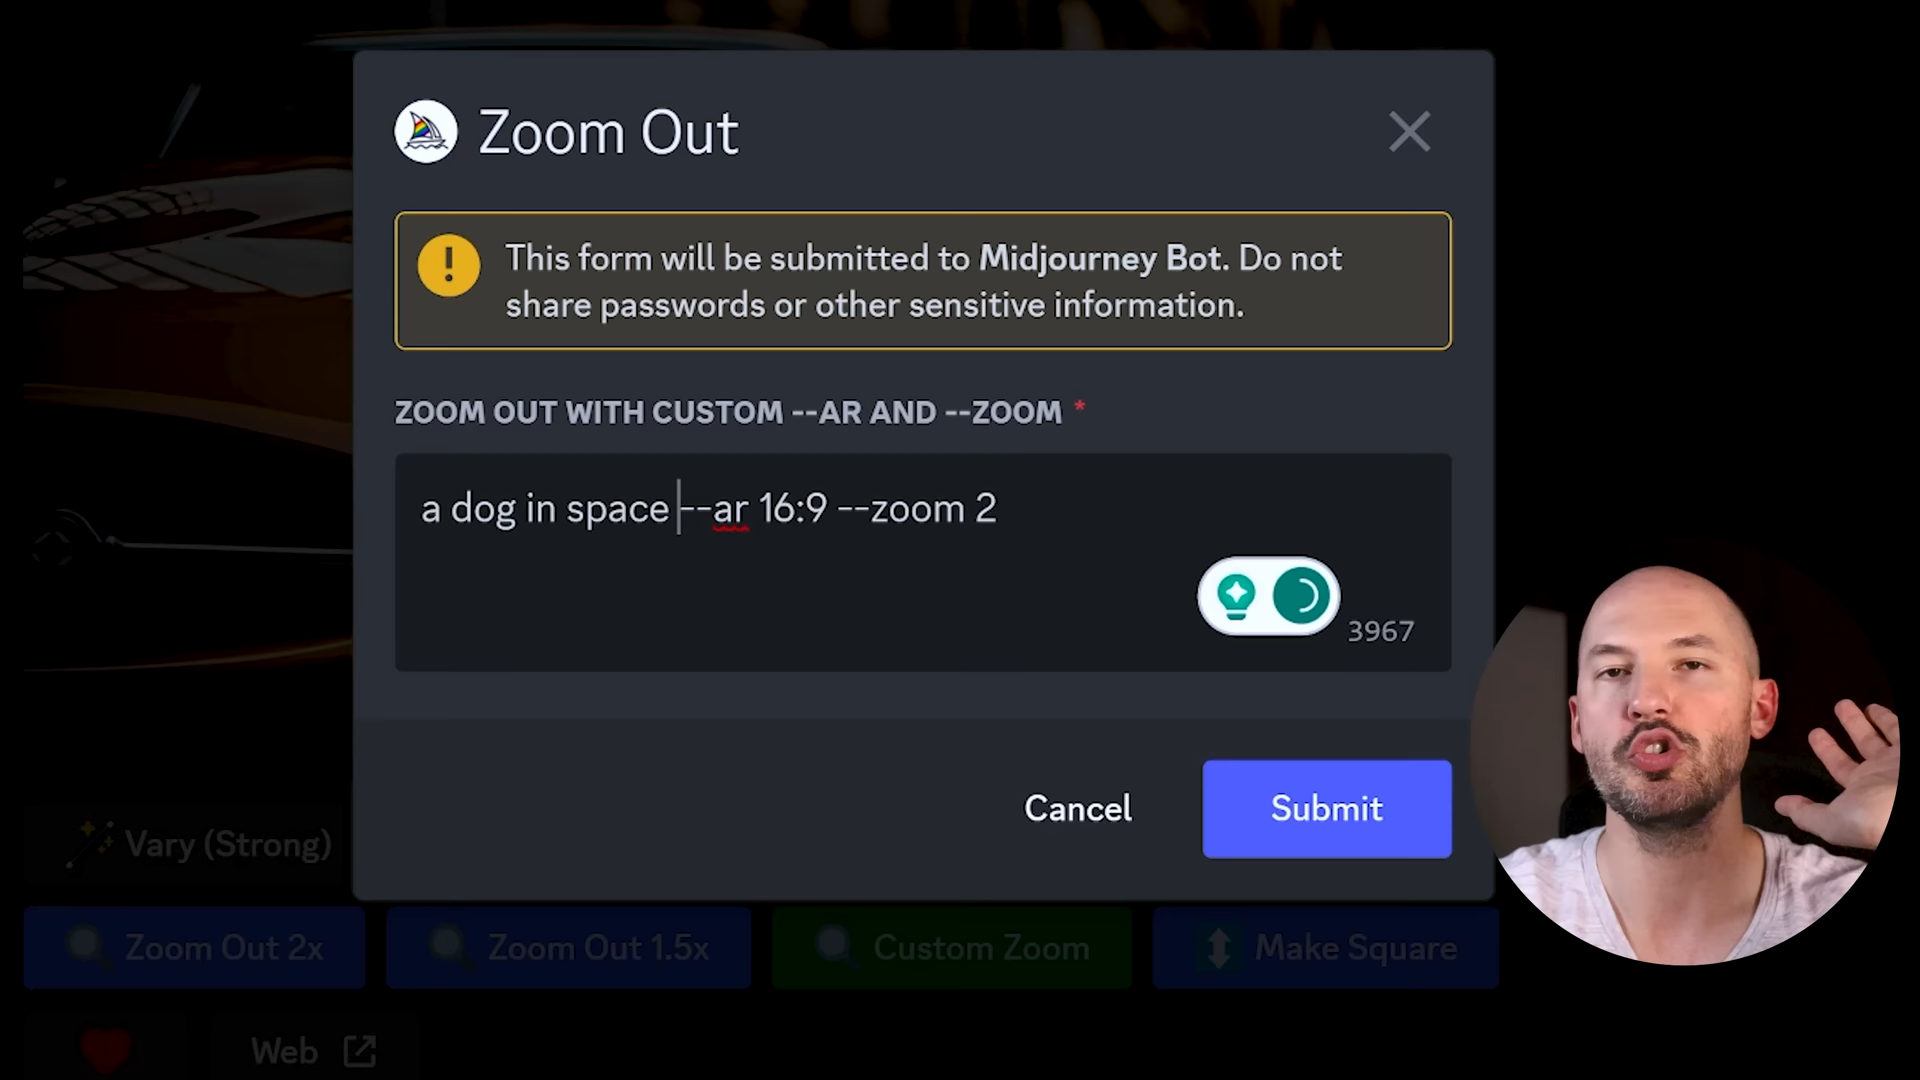 Zoom Out
This form will be submitted to Midjourney Bot. Do not
share passwords or other sensitive information.
ZOOM OUT WITH CUSTOM --AR AND --ZOOM *
a dog in space --ar 16:9 --zoom 2
3967
Cancel
Submit
Vary (Strong)
Zoom Out 2x
Zoom Out 1.5x
Custom Zoom
Make Square
Web